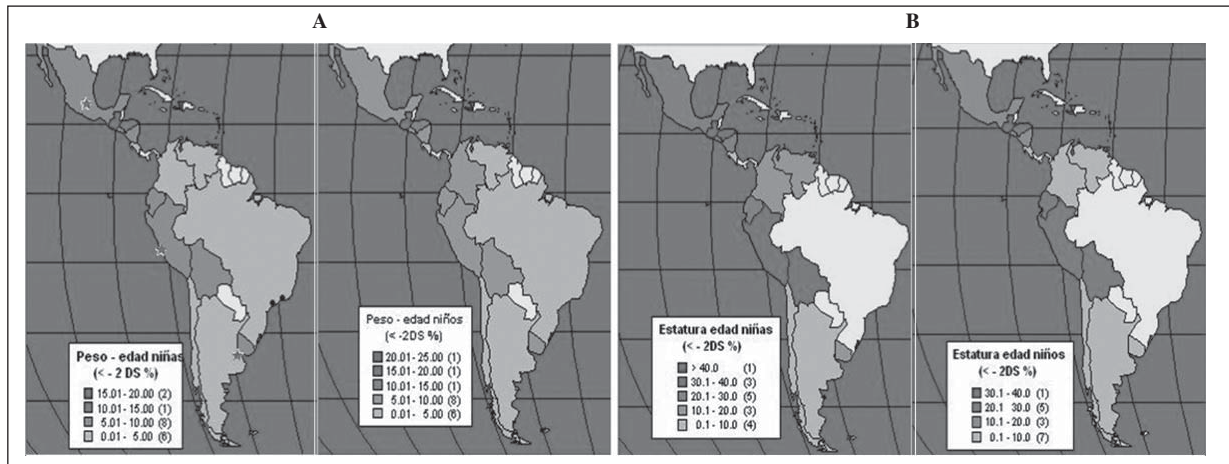 A
B
Peso - edad niñas
(< - 2 DS %)
15.01 - 20.00 (2)
10.01 - 15.00 (1)
5.01 - 10.00 (8)
0.01 - 5.00 (6)
Peso - edad niños
(< -2DS %)
20.01 - 25.00 (1)
15.01 - 20.00 (1)
10.01 - 15.00 (1)
5.01 - 10.00 (8)
0.01 - 5.00 (6)
Estatura edad niñas
(< - 2DS %)
> 40.0 (1)
30.1 - 40.0 (3)
20.1 - 30.0 (5)
10.1 - 20.0 (3)
0.1 - 10.0 (4)
Estatura edad niños
(< -2DS %)
30.1 - 40.0 (1)
20.1 30.0 (5)
10.1 - 20.0 (3)
0.1 - 10.0 (7)